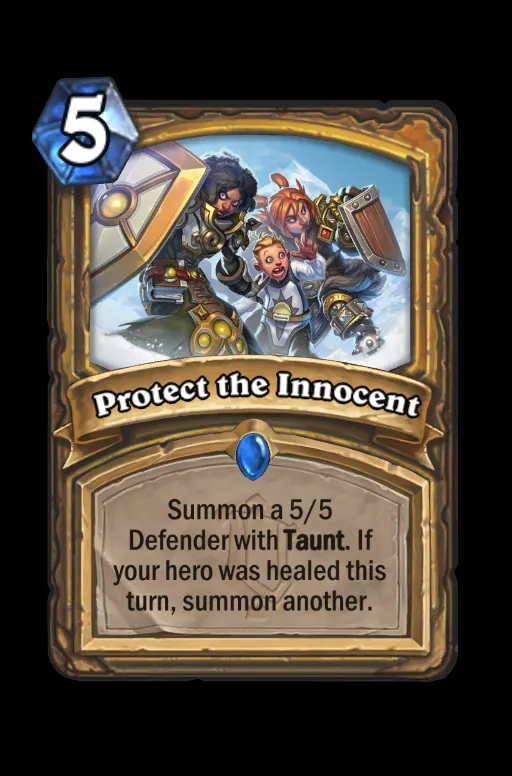 5
Protect the Innocent
Summon a 5/5
Defender with Taunt. If
your hero was healed this
turn, summon another.